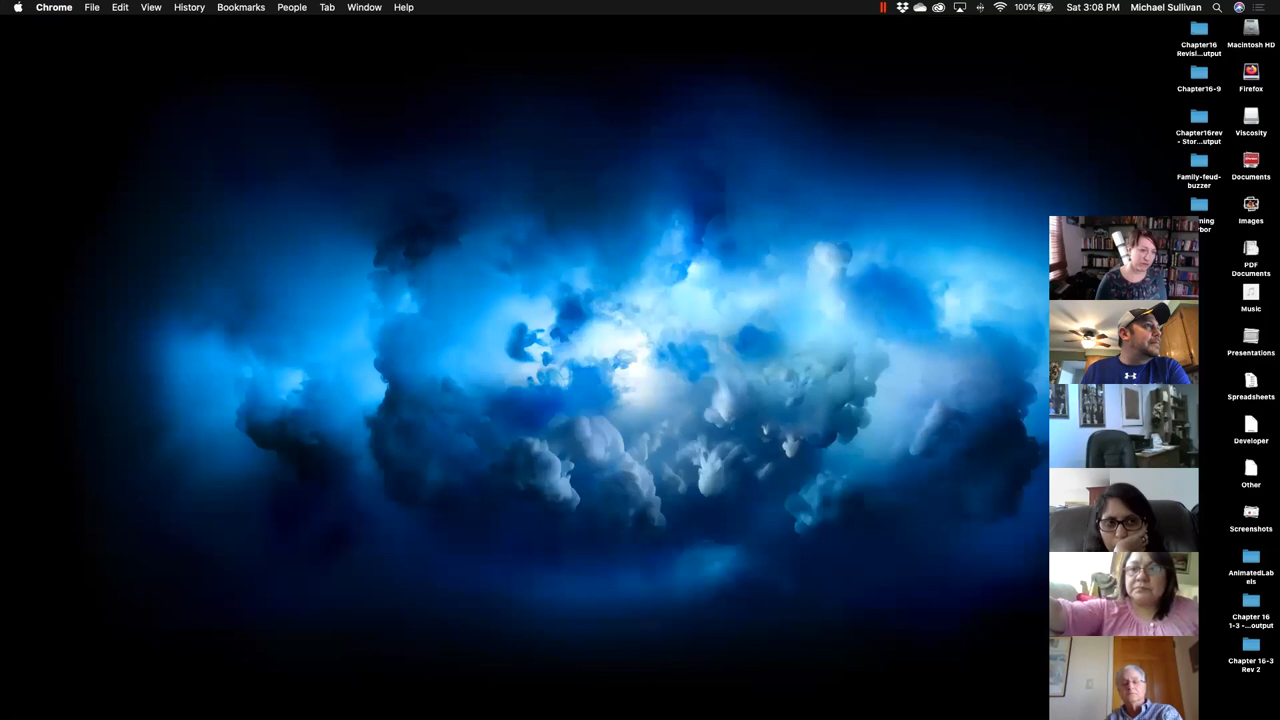 Chrome File Edit View History Bookmarks People Tab Window Help 100% Sat 3:08 PM Michael Sullivan
Chapter16
Revisi...utput
Macintosh HD
Chapter16-9
Firefox
Chapter16rev
- Stor...utput
Viscosity
Family-feud-
buzzer
Documents
Images
PDF
Documents
Music
Presentations
Spreadsheets
Developer
Other
Screenshots
AnimatedLab
els
Chapter 16
1-3 -...output
Chapter 16-3
Rev 2